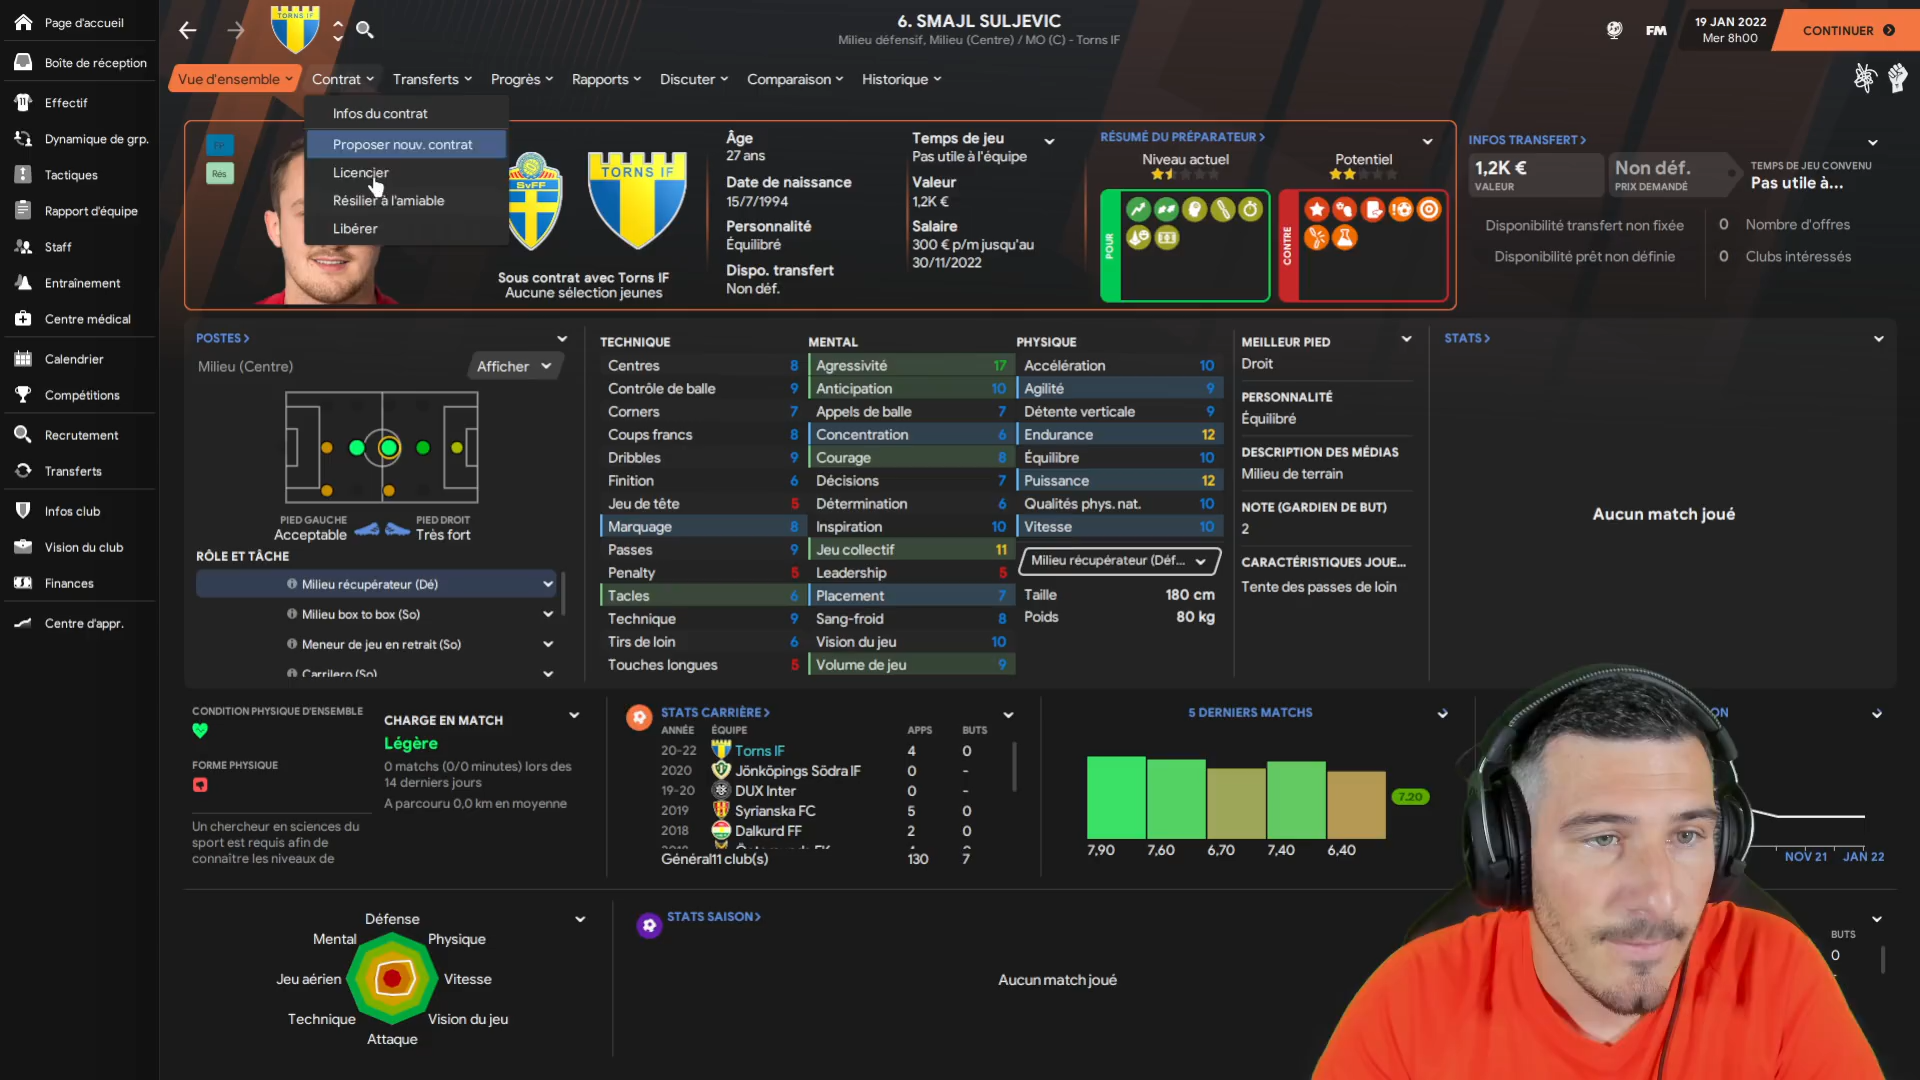 Page d'accueil
Boîte de réception
Effectif
Dynamique de grp.
Tactiques
Rapport d'équipe
Staff
Entraînement
Centre médical
Calendrier
Compétitions
Recrutement
Transferts
Infos club
Vision du club
Finances
Centre d'appr.
TORNS IF
6. SMAJL SULJEVIC
Milieu défensif, Milieu (Centre) / MO (C) - Torns IF
FM
19 JAN 2022
Mer 8h00
CONTINUER
Vue d'ensemble
Contrat
Transferts
Progrès
Rapports
Discuter
Comparaison
Historique
Infos du contrat
Proposer nouv. contrat
Licencier
Résilier à l'amiable
Libérer
FP
Rés
SvFF
TORNS IF
Sous contrat avec Torns IF
Aucune sélection jeunes
Âge
27 ans
Date de naissance
15/7/1994
Personnalité
Équilibré
Dispo. transfert
Non déf.
Temps de jeu
Pas utile à l'équipe
Valeur
1,2K €
Salaire
300 € p/m jusqu'au
30/11/2022
RÉSUMÉ DU PRÉPARATEUR >
Niveau actuel
Potentiel
POUR
CONTRE
INFOS TRANSFERT >
1,2K €
VALEUR
Non déf.
PRIX DEMANDÉ
TEMPS DE JEU CONVENU
Pas utile à...
Disponibilité transfert non fixée
Disponibilité prêt non définie
0 Nombre d'offres
0 Clubs intéressés
POSTES >
Milieu (Centre)
Afficher
PIED GAUCHE
Acceptable
PIED DROIT
Très fort
RÔLE ET TÂCHE
Milieu récupérateur (Dé)
Milieu box to box (So)
Meneur de jeu en retrait (So)
Carrilero (So)
TECHNIQUE
Centres 8
Contrôle de balle 9
Corners 7
Coups francs 8
Dribbles 9
Finition 6
Jeu de tête 5
Marquage 8
Passes 9
Penalty 5
Tacles 6
Technique 9
Tirs de loin 6
Touches longues 5
MENTAL
Agressivité 17
Anticipation 10
Appels de balle 7
Concentration 6
Courage 8
Décisions 7
Détermination 6
Inspiration 10
Jeu collectif 11
Leadership 5
Placement 7
Sang-froid 8
Vision du jeu 10
Volume de jeu 9
PHYSIQUE
Accélération 10
Agilité 9
Détente verticale 9
Endurance 12
Équilibre 10
Puissance 12
Qualités phys. nat. 10
Vitesse 10
Milieu récupérateur (Déf...
Taille 180 cm
Poids 80 kg
MEILLEUR PIED
Droit
PERSONNALITÉ
Équilibré
DESCRIPTION DES MÉDIAS
Milieu de terrain
NOTE (GARDIEN DE BUT)
2
CARACTÉRISTIQUES JOUE...
Tente des passes de loin
STATS >
Aucun match joué
CONDITION PHYSIQUE D'ENSEMBLE
FORME PHYSIQUE
Un chercheur en sciences du
sport est requis afin de
connaître les niveaux de
CHARGE EN MATCH
Légère
0 matchs (0/0 minutes) lors des
14 derniers jours
A parcouru 0,0 km en moyenne
STATS CARRIÈRE >
ANNÉE ÉQUIPE APPS BUTS
20-22 Torns IF 4 0
2020 Jönköpings Södra IF 0 -
19-20 DUX Inter 0 -
2019 Syrianska FC 5 0
2018 Dalkurd FF 2 0
Général 11 club(s) 130 7
5 DERNIERS MATCHS
7.20
7,90 7,60 6,70 7,40 6,40
ON
NOV 21 JAN 22
Défense
Mental
Physique
Jeu aérien
Vitesse
Technique
Vision du jeu
Attaque
STATS SAISON >
Aucun match joué
BUTS
0